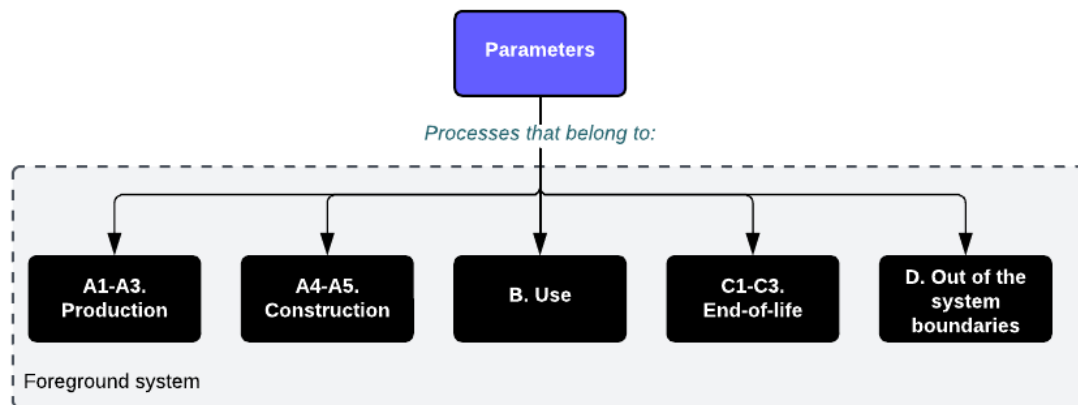 Parameters
Processes that belong to:
A1-A3.
Production
A4-A5.
Construction
B. Use
C1-C3.
End-of-life
D. Out of the
system
boundaries
Foreground system